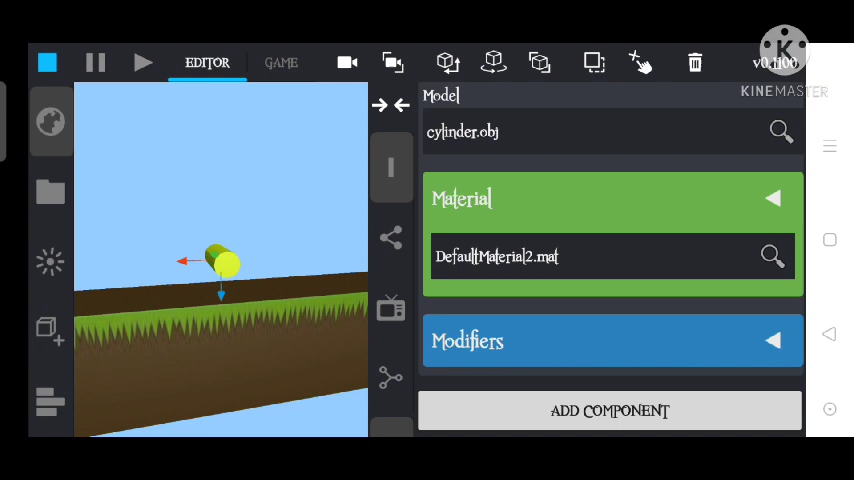 EDITOR
GAME
v0.1100
K
KINEMASTER
Model
cylinder.obj
Material
DefaultMaterial2.mat
Modifiers
ADD COMPONENT